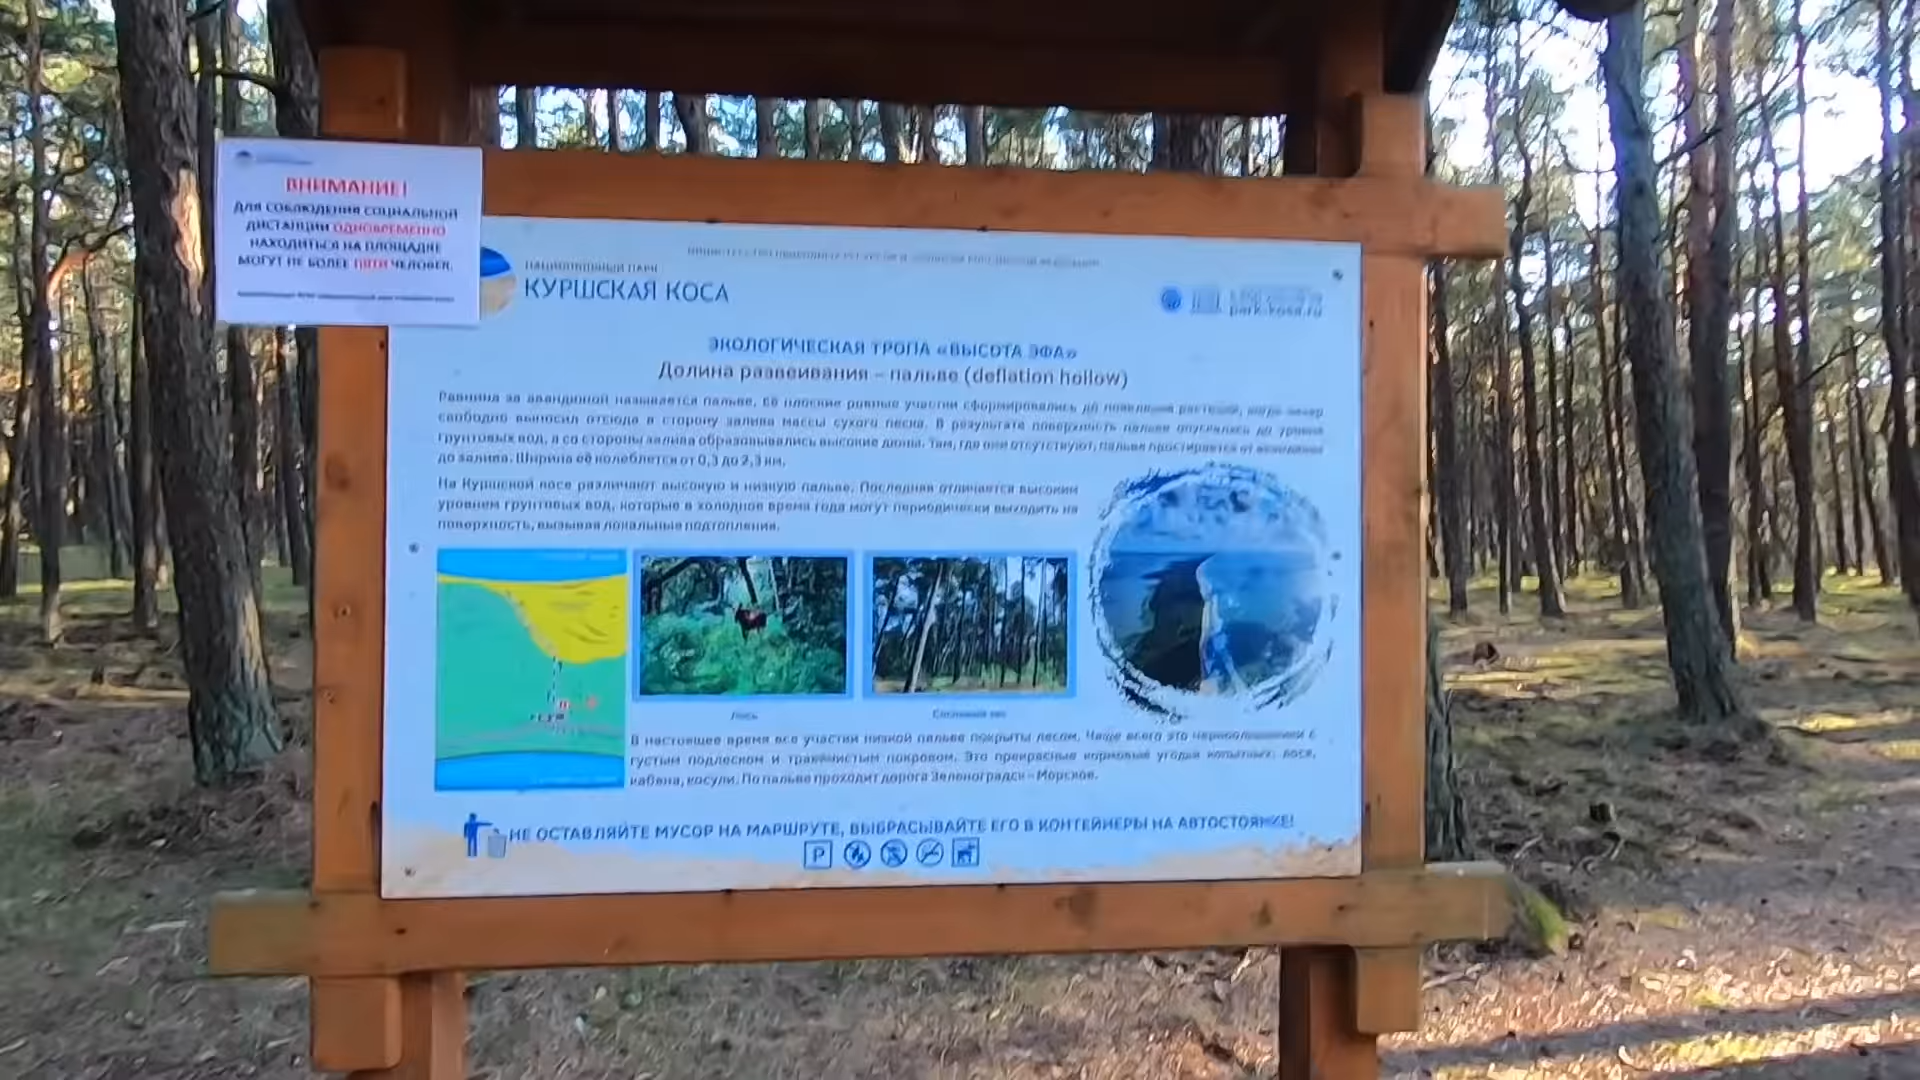 ВНИМАНИЕ!
ДЛЯ СОБЛЮДЕНИЯ СОЦИАЛЬНОЙ
ДИСТАНЦИИ ОДНОВРЕМЕННО
НАХОДИТЬСЯ НА ПЛОЩАДКЕ
МОГУТ НЕ БОЛЕЕ ПЯТИ ЧЕЛОВЕК.
НАЦИОНАЛЬНЫЙ ПАРК
КУРШСКАЯ КОСА
park-kosa.ru
ЭКОЛОГИЧЕСКАЯ ТРОПА «ВЫСОТА ЭФА»
Долина развеивания – пальве (deflation hollow)
Равнина за авандюной называется пальве. Её плоские ровные участки сформировались до появления растений, когда ветер
свободно выносил отсюда в сторону залива массы сухого песка. В результате поверхность пальве опустилась до уровня
грунтовых вод, а со стороны залива образовывались высокие дюны. Там, где они отсутствуют, пальве простирается от авандюны
до залива. Ширина её колеблется от 0,3 до 2,3 км.
На Куршской косе различают высокую и низкую пальве. Последняя отличается высоким
уровнем грунтовых вод, которые в холодное время года могут периодически выходить на
поверхность, вызывая локальные подтопления.
Лось
Сосновый лес
В настоящее время все участки низкой пальве покрыты лесом. Чаще всего это черноольшаники с
густым подлеском и травянистым покровом. Это прекрасные кормовые угодья копытных: лося,
кабана, косули. По пальве проходит дорога Зеленоградск – Морское.
НЕ ОСТАВЛЯЙТЕ МУСОР НА МАРШРУТЕ, ВЫБРАСЫВАЙТЕ ЕГО В КОНТЕЙНЕРЫ НА АВТОСТОЯНКЕ!
P